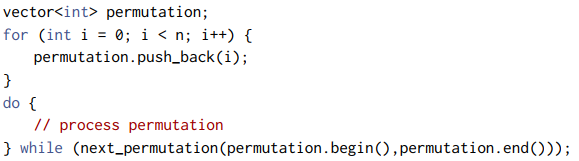 vector<int> permutation;
for (int i = 0; i < n; i++) {
    permutation.push_back(i);
}
do {
    // process permutation
} while (next_permutation(permutation.begin(),permutation.end()));